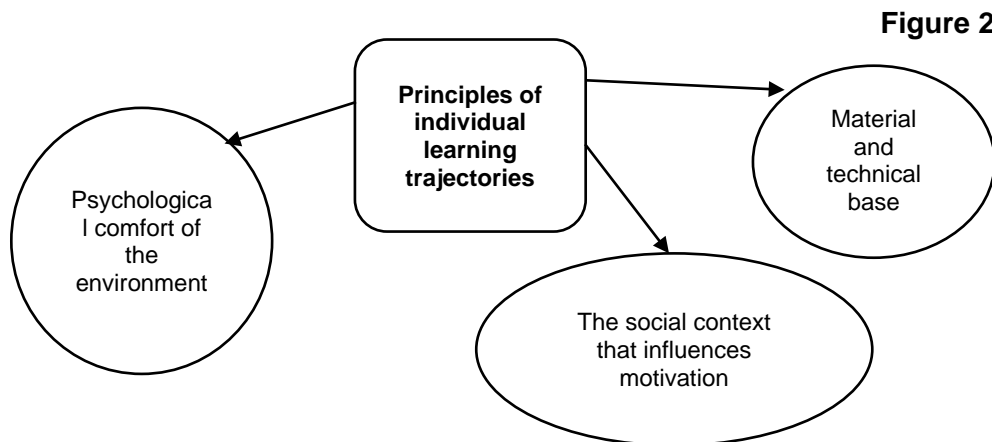 Figure 2
Principles of
individual
learning
trajectories
Psychologica
l comfort of
the
environment
Material
and
technical
base
The social context
that influences
motivation